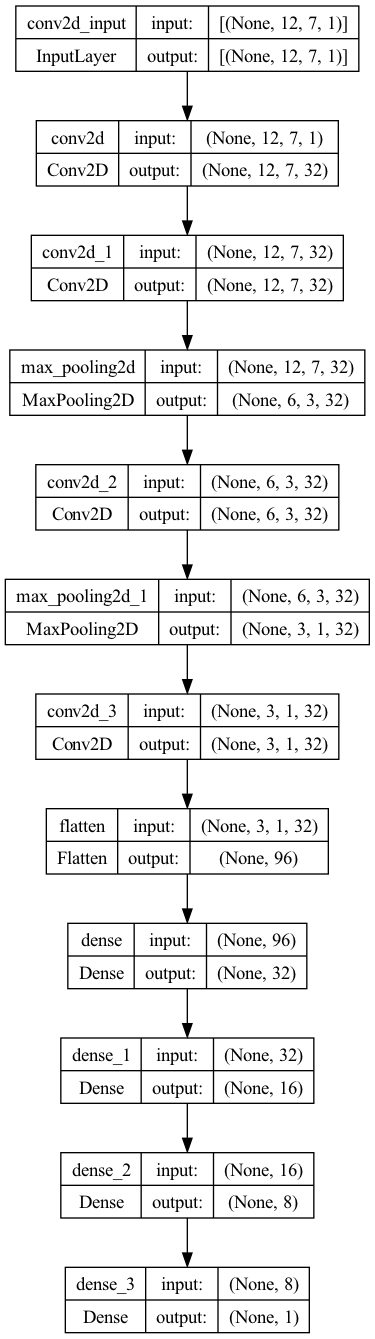 conv2d_input input: [(None, 12, 7, 1)]
InputLayer output: [(None, 12, 7, 1)]
conv2d input: (None, 12, 7, 1)
Conv2D output: (None, 12, 7, 32)
conv2d_1 input: (None, 12, 7, 32)
Conv2D output: (None, 12, 7, 32)
max_pooling2d input: (None, 12, 7, 32)
MaxPooling2D output: (None, 6, 3, 32)
conv2d_2 input: (None, 6, 3, 32)
Conv2D output: (None, 6, 3, 32)
max_pooling2d_1 input: (None, 6, 3, 32)
MaxPooling2D output: (None, 3, 1, 32)
conv2d_3 input: (None, 3, 1, 32)
Conv2D output: (None, 3, 1, 32)
flatten input: (None, 3, 1, 32)
Flatten output: (None, 96)
dense input: (None, 96)
Dense output: (None, 32)
dense_1 input: (None, 32)
Dense output: (None, 16)
dense_2 input: (None, 16)
Dense output: (None, 8)
dense_3 input: (None, 8)
Dense output: (None, 1)